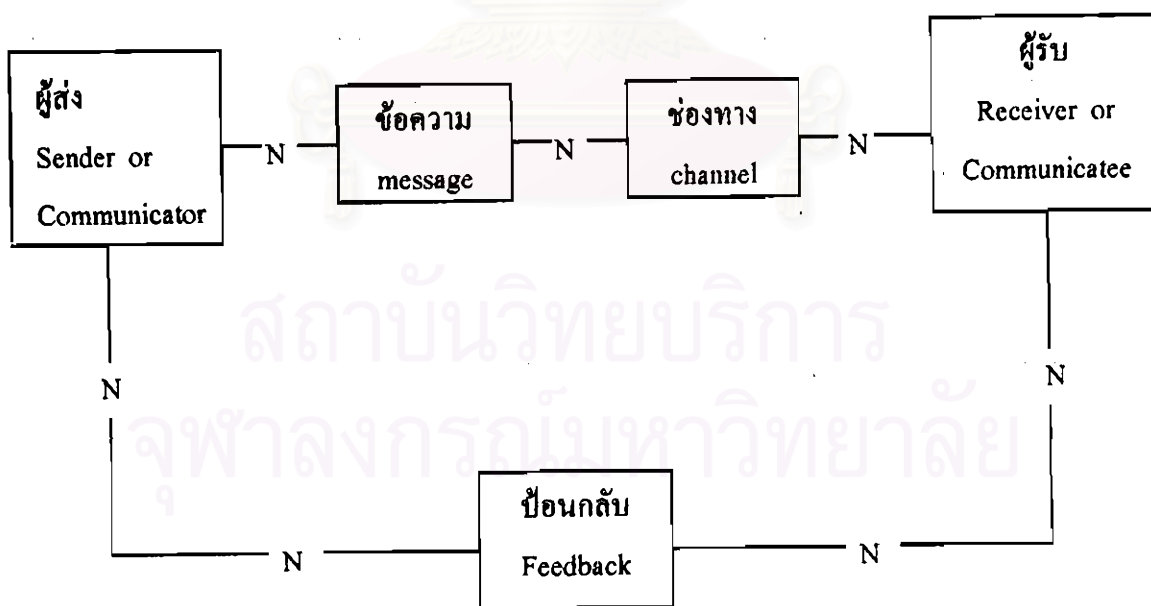 ผู้ส่ง
Sender or
Communicator
N
ข้อความ
message
N
ช่องทาง
channel
N
ผู้รับ
Receiver or
Communicatee
N
N
สถาบันวิทยบริการ
จุฬาลงกรณ์มหาวิทยาลัย
N
ป้อนกลับ
Feedback
N